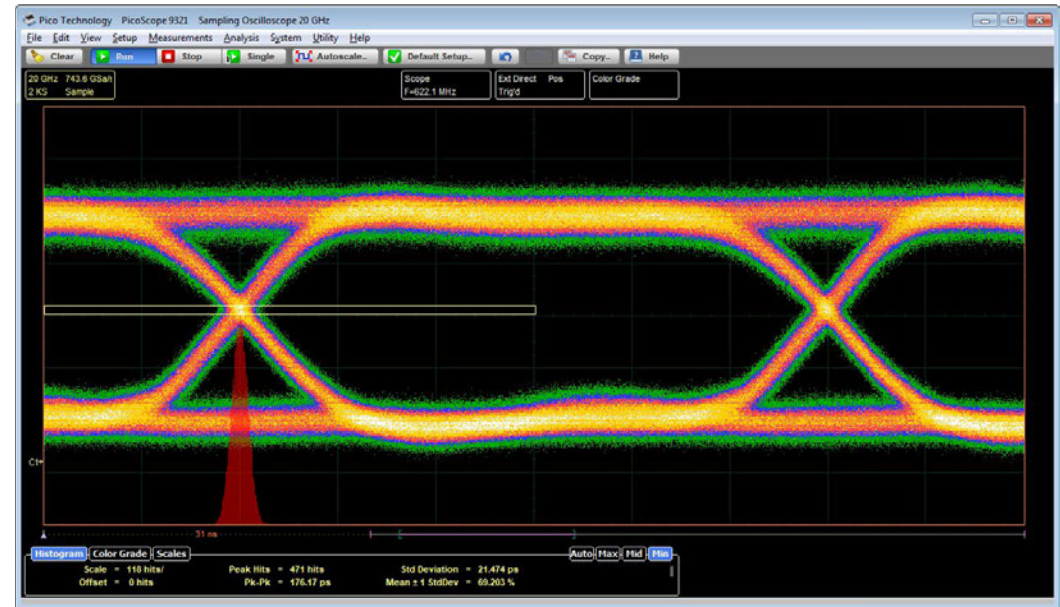 Pico Technology PicoScope 9321 Sampling Oscilloscope 20 GHz
File Edit View Setup Measurements Analysis System Utility Help
Clear Run Stop Single Autoscale... Default Setup... Copy... Help
20 GHz 743.6 GSa/s Scope Ext Direct Pos Color Grade
2 KS Sample F=622.1 MHz Trig'd
C1
31 ns
Histogram Color Grade Scales Auto Max Mid Min
Scale = 118 hits/ Peak Hits = 471 hits Std Deviation = 21.474 ps
Offset = 0 hits Pk-Pk = 176.17 ps Mean ± 1 StdDev = 69.203 %